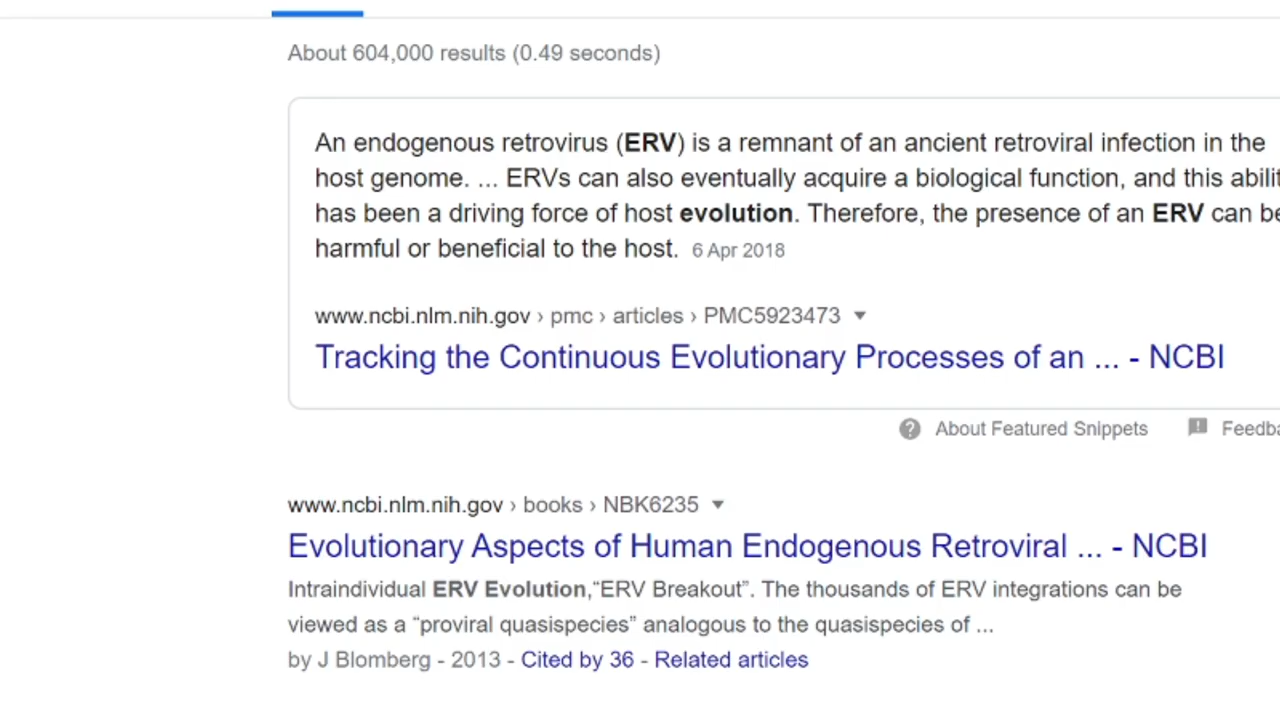 About 604,000 results (0.49 seconds)
An endogenous retrovirus (ERV) is a remnant of an ancient retroviral infection in the
host genome. ... ERVs can also eventually acquire a biological function, and this
has been a driving force of host evolution. Therefore, the presence of an ERV can
harmful or beneficial to the host. 6 Apr 2018
www.ncbi.nlm.nih.gov › pmc › articles › PMC5923473
Tracking the Continuous Evolutionary Processes of an ... - NCBI
About Featured Snippets
www.ncbi.nlm.nih.gov › books › NBK6235
Evolutionary Aspects of Human Endogenous Retroviral ... - NCBI
Intraindividual ERV Evolution,“ERV Breakout”. The thousands of ERV integrations can be
viewed as a “proviral quasispecies” analogous to the quasispecies of ...
by J Blomberg - 2013 - Cited by 36 - Related articles